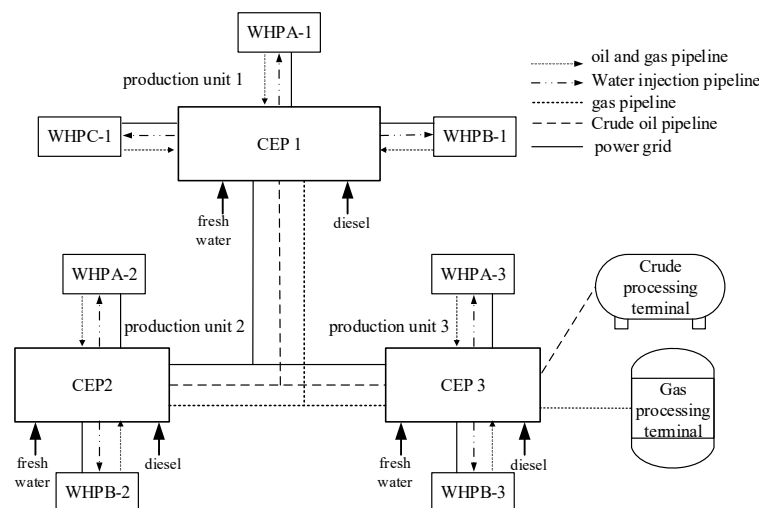 WHPA-1
production unit 1
WHPC-1
CEP 1
WHPB-1
fresh
water
diesel
oil and gas pipeline
Water injection pipeline
gas pipeline
Crude oil pipeline
power grid
WHPA-2
production unit 2
CEP2
fresh
water
diesel
WHPB-2
WHPA-3
production unit 3
CEP 3
fresh
water
diesel
WHPB-3
Crude
processing
terminal
Gas
processing
terminal